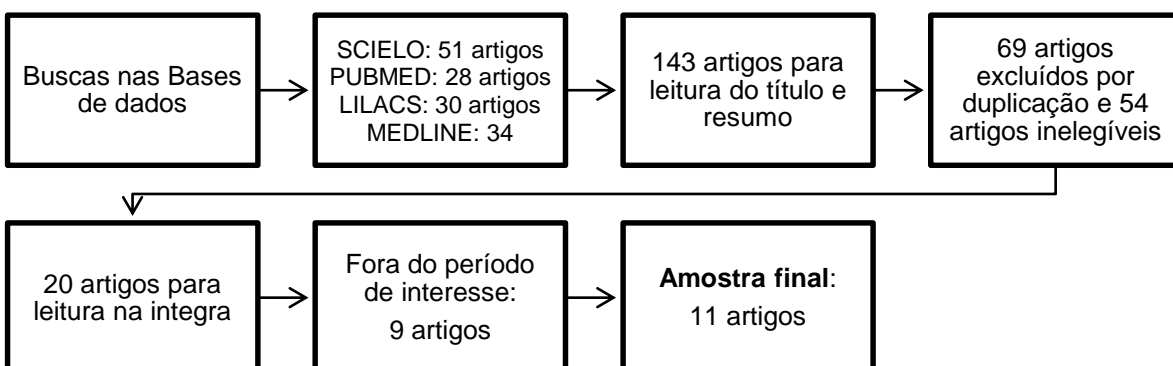 Buscas nas Bases
de dados
SCIELO: 51 artigos
PUBMED: 28 artigos
LILACS: 30 artigos
MEDLINE: 34
143 artigos para
leitura do título e
resumo
69 artigos
excluídos por
duplicação e 54
artigos inelegíveis
20 artigos para
leitura na integra
Fora do período
de interesse:
9 artigos
Amostra final:
11 artigos